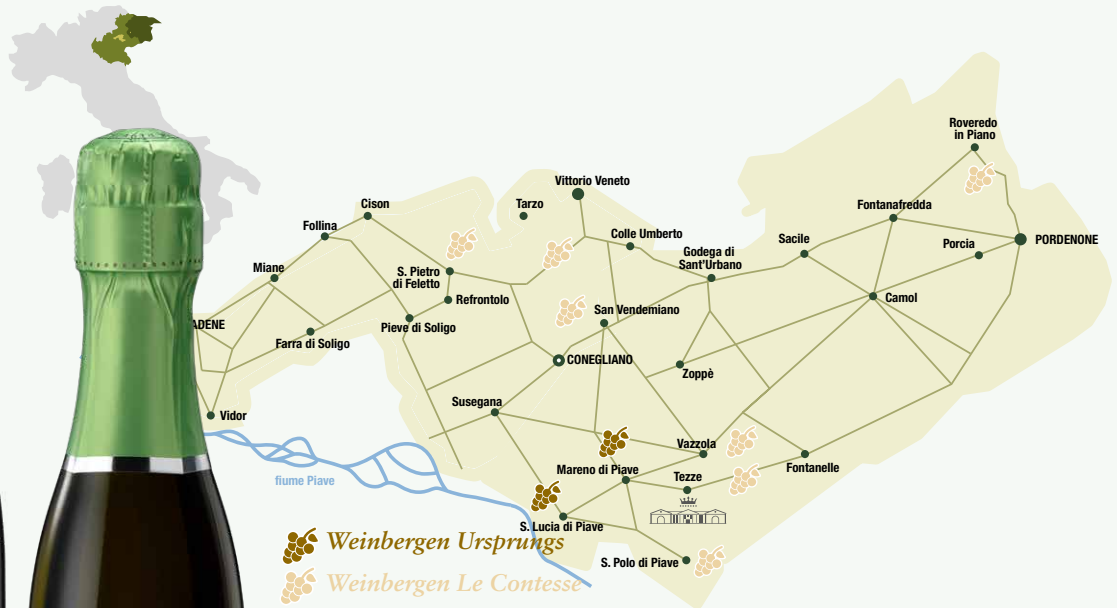 Roveredo
in Piano
Vittorio Veneto
Cison
Tarzo
Fontanafredda
Follina
Colle Umberto
Sacile
PORDENONE
Porcia
Godega di
Sant'Urbano
Miane
S. Pietro
di Feletto
Refrontolo
Camol
San Vendemiano
ADENE
Pieve di Soligo
Farra di Soligo
CONEGLIANO
Zoppè
Susegana
Vidor
Vazzola
Mareno di Piave
Fontanelle
Tezze
fiume Piave
S. Lucia di Piave
S. Polo di Piave
Weinbergen Ursprungs
Weinbergen Le Contesse